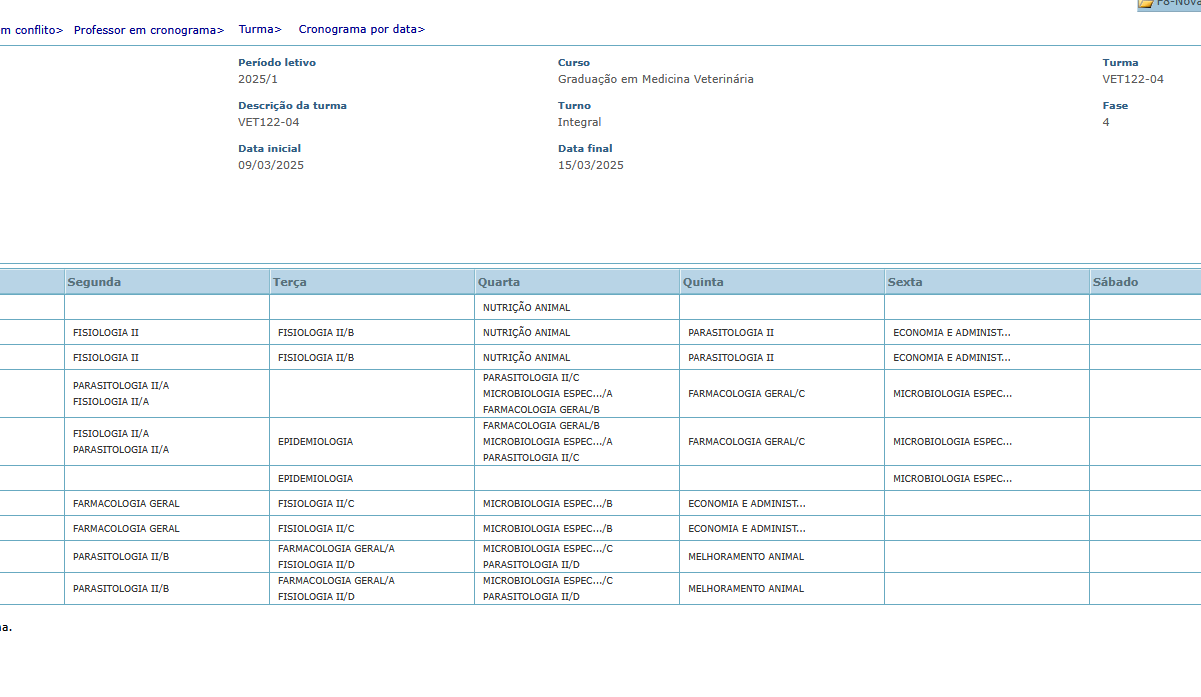 F8-Nova
m conflito> Professor em cronograma> Turma> Cronograma por data>
Período letivo Curso Turma
2025/1 Graduação em Medicina Veterinária VET122-04
Descrição da turma Turno Fase
VET122-04 Integral 4
Data inicial Data final
09/03/2025 15/03/2025
Segunda Terça Quarta Quinta Sexta Sábado
NUTRIÇÃO ANIMAL
FISIOLOGIA II FISIOLOGIA II/B NUTRIÇÃO ANIMAL PARASITOLOGIA II ECONOMIA E ADMINIST...
FISIOLOGIA II FISIOLOGIA II/B NUTRIÇÃO ANIMAL PARASITOLOGIA II ECONOMIA E ADMINIST...
PARASITOLOGIA II/C
PARASITOLOGIA II/A
MICROBIOLOGIA ESPEC.../A FARMACOLOGIA GERAL/C MICROBIOLOGIA ESPEC...
FISIOLOGIA II/A
FARMACOLOGIA GERAL/B
FARMACOLOGIA GERAL/B
FISIOLOGIA II/A
EPIDEMIOLOGIA MICROBIOLOGIA ESPEC.../A FARMACOLOGIA GERAL/C MICROBIOLOGIA ESPEC...
PARASITOLOGIA II/A
PARASITOLOGIA II/C
EPIDEMIOLOGIA MICROBIOLOGIA ESPEC...
FARMACOLOGIA GERAL FISIOLOGIA II/C MICROBIOLOGIA ESPEC.../B ECONOMIA E ADMINIST...
FARMACOLOGIA GERAL FISIOLOGIA II/C MICROBIOLOGIA ESPEC.../B ECONOMIA E ADMINIST...
FARMACOLOGIA GERAL/A MICROBIOLOGIA ESPEC.../C
PARASITOLOGIA II/B MELHORAMENTO ANIMAL
FISIOLOGIA II/D PARASITOLOGIA II/D
FARMACOLOGIA GERAL/A MICROBIOLOGIA ESPEC.../C
PARASITOLOGIA II/B MELHORAMENTO ANIMAL
FISIOLOGIA II/D PARASITOLOGIA II/D
a.